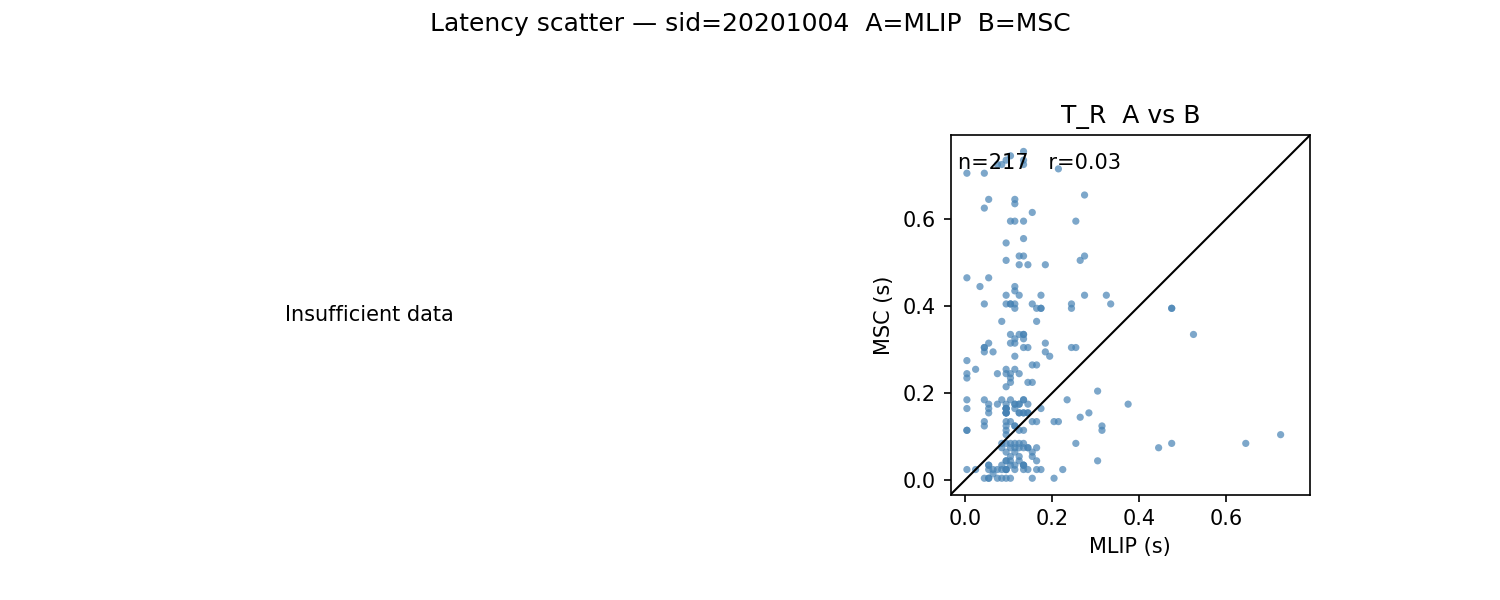 Latency scatter — sid=20201004  A=MLIP  B=MSC
Insufficient data
T_R  A vs B
n=217   r=0.03
MSC (s)
0.6
0.4
0.2
0.0
0.0 0.2 0.4 0.6
MLIP (s)